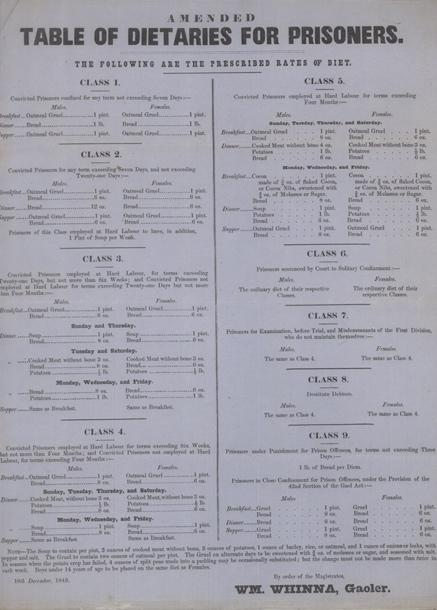 AMENDED
TABLE OF DIETARIES FOR PRISONERS.
THE FOLLOWING ARE THE PRESCRIBED RATES OF DIET.
CLASS 1.
Convicted Prisoners confined for any term not exceeding Seven Days:—
Males. Females.
Breakfast..Oatmeal Gruel 1 pint. Oatmeal Gruel 1 pint.
Dinner Bread 1 lb. Bread 1 lb.
Supper Oatmeal Gruel 1 pint. Oatmeal Gruel 1 pint.
CLASS 2.
Convicted Prisoners for any term exceeding Seven Days, and not exceeding
Twenty-one Days:—
Males. Females.
Breakfast..Oatmeal Gruel 1 pint. Oatmeal Gruel 1 pint.
Bread Bread 6 oz.
Dinner Bread 12 oz. Bread
Supper Oatmeal Gruel 1 pint. Oatmeal Gruel 1 pint.
Bread 6 oz. Bread 6 oz.
Prisoners of this Class employed at Hard Labour to have, in addition,
1 Pint of Soup per Week.
CLASS 3.
Convicted Prisoners employed at Hard Labour, for terms exceeding
Twenty-one Days, but not more than Six Weeks; and Convicted Prisoners not
employed at Hard Labour for terms exceeding Twenty-one Days but not more
than Four Months:—
Males. Females.
Breakfast..Oatmeal Gruel 1 pint. Oatmeal Gruel 1 pint.
Bread Bread 6 oz.
Sunday and Thursday.
Dinner Soup 1 pint. Soup 1 pint.
Bread 8 oz. Bread 6 oz.
Tuesday and Saturday.
" Cooked Meat without bone 3 oz. Cooked Meat without bone 3 oz.
Bread 8 oz. Bread 6 oz.
Potatoes ½ lb. Potatoes ½ lb.
Monday, Wednesday, and Friday.
" Bread 8 oz. Bread 6 oz.
Potatoes 1 lb. Potatoes 1 lb.
Supper Same as Breakfast. Same as Breakfast.
CLASS 4.
Convicted Prisoners employed at Hard Labour for terms exceeding Six Weeks,
but not more than Four Months; and Convicted Prisoners not employed at Hard
Labour, for terms exceeding Four Months:—
Males. Females.
Breakfast..Oatmeal Gruel 1 pint. Oatmeal Gruel 1 pint.
Bread 8 oz. Bread 6 oz.
Sunday, Tuesday, Thursday, and Saturday.
Dinner Cooked Meat, without bone 3 oz. Cooked Meat, without bone 3 oz.
Potatoes ½ lb. Potatoes ½ lb.
Bread 8 oz. Bread 6 oz.
Monday, Wednesday, and Friday.
" Soup 1 pint. Soup 1 pint.
Bread 8 oz. Bread 6 oz.
Supper Same as Breakfast. Same as Breakfast.
CLASS 5.
Convicted Prisoners employed at Hard Labour for terms exceeding
Four Months:—
Males. Females.
Sunday, Tuesday, Thursday, and Saturday.
Breakfast..Oatmeal Gruel 1 pint. Oatmeal Gruel 1 pint.
Bread 8 oz. Bread 6 oz.
Dinner Cooked Meat without bone 4 oz. Cooked Meat without bone 3 oz.
Potatoes 1 lb. Potatoes ½ lb.
Bread 6 oz. Bread 6 oz.
Monday, Wednesday, and Friday.
Breakfast..Cocoa 1 pint. Cocoa 1 pint.
made of ¾ oz. of flaked Cocoa, made of ¾ oz. of flaked Cocoa,
or Cocoa Nibs, sweetened with or Cocoa Nibs, sweetened with
¾ oz. of Molasses or Sugar. ¾ oz. of Molasses or Sugar.
Bread 8 oz. Bread 6 oz.
Dinner Soup 1 pint. Soup 1 pint.
Potatoes 1 lb. Potatoes ½ lb.
Bread 6 oz. Bread 6 oz.
Supper Oatmeal Gruel 1 pint. Oatmeal Gruel 1 pint.
Bread 8 oz. Bread 6 oz.
CLASS 6.
Prisoners sentenced by Court to Solitary Confinement:—
Males. Females.
The ordinary diet of their respective The ordinary diet of their
Classes. respective Classes.
CLASS 7.
Prisoners for Examination, before Trial, and Misdemeanants of the First Division,
who do not maintain themselves:—
Males. Females.
The same as Class 4. The same as Class 4.
CLASS 8.
Destitute Debtors.
Males. Females.
The same as Class 4. The same as Class 4.
CLASS 9.
Prisoners under Punishment for Prison Offences, for terms not exceeding Three
Days:—
1 lb. of Bread per Diem.
Prisoners in Close Confinement for Prison Offences, under the Provision of the
42nd Section of the Gaol Act:—
Males. Females.
Breakfast..Gruel 1 pint. Gruel 1 pint.
Bread 8 oz. Bread 6 oz.
Dinner Bread 8 oz. Bread 6 oz.
Supper Gruel 1 pint. Gruel 1 pint.
Bread 8 oz. Bread 6 oz.
NOTE—The Soup to contain per pint, 3 ounces of cooked meat without bone, 3 ounces of potatoes, 1 ounce of barley, rice, or oatmeal, and 1 ounce of onions or leeks, with
pepper and salt. The Gruel to contain two ounces of oatmeal per pint. The Gruel on alternate days to be sweetened with ¾ oz. of molasses or sugar, and seasoned with salt.
In seasons where the potato crop has failed, 4 ounces of split peas made into a pudding may be occasionally substituted; but the change must not be made more than twice in
each week. Boys under 14 years of age to be placed on the same diet as Females.
10th December, 1849.
By order of the Magistrates,
WM. WHINNA, Gaoler.